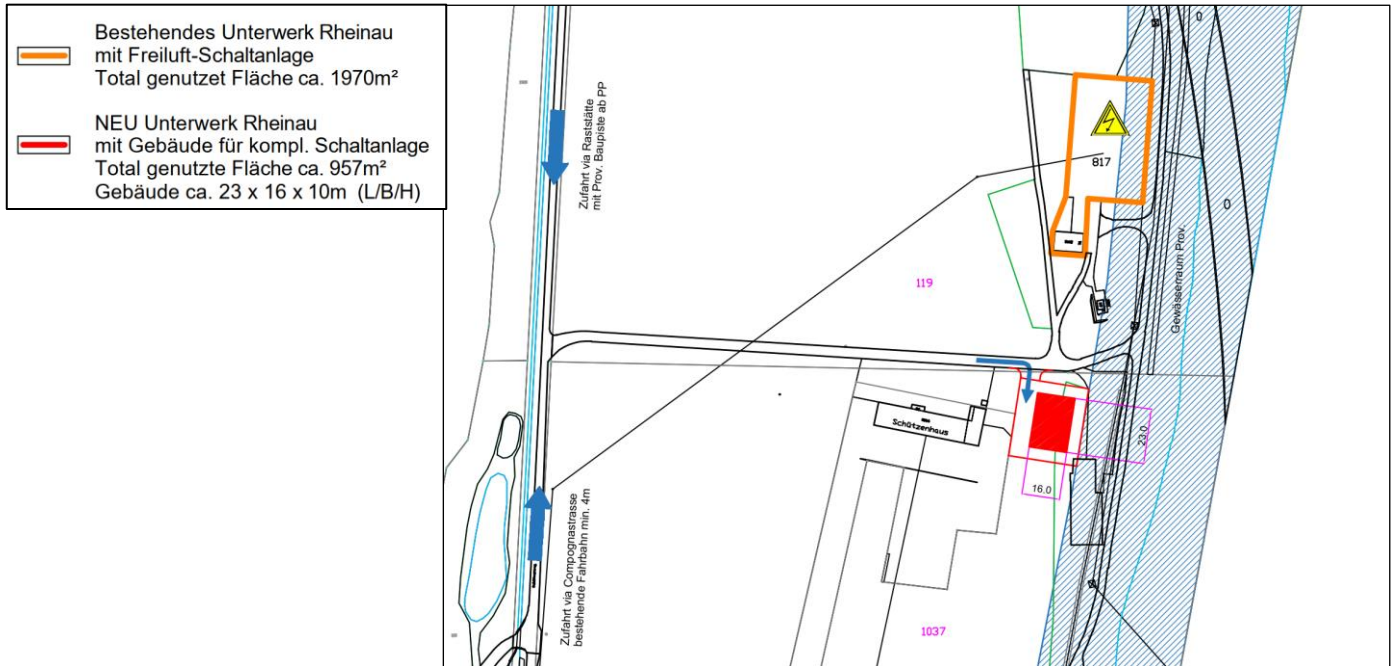 Bestehendes Unterwerk Rheinau
mit Freiluft-Schaltanlage
Total genutzet Fläche ca. 1970m²
NEU Unterwerk Rheinau
mit Gebäude für kompl. Schaltanlage
Total genutzte Fläche ca. 957m²
Gebäude ca. 23 x 16 x 10m (L/B/H)
Zufahrt via Raststätte
mit Prov. Baupiste ab PP
817
0
0
Gewässerraum Prov.
119
Schützenhaus
23.0
16.0
Zufahrt via Compognastrasse
bestehende Fahrbahn min. 4m
1037